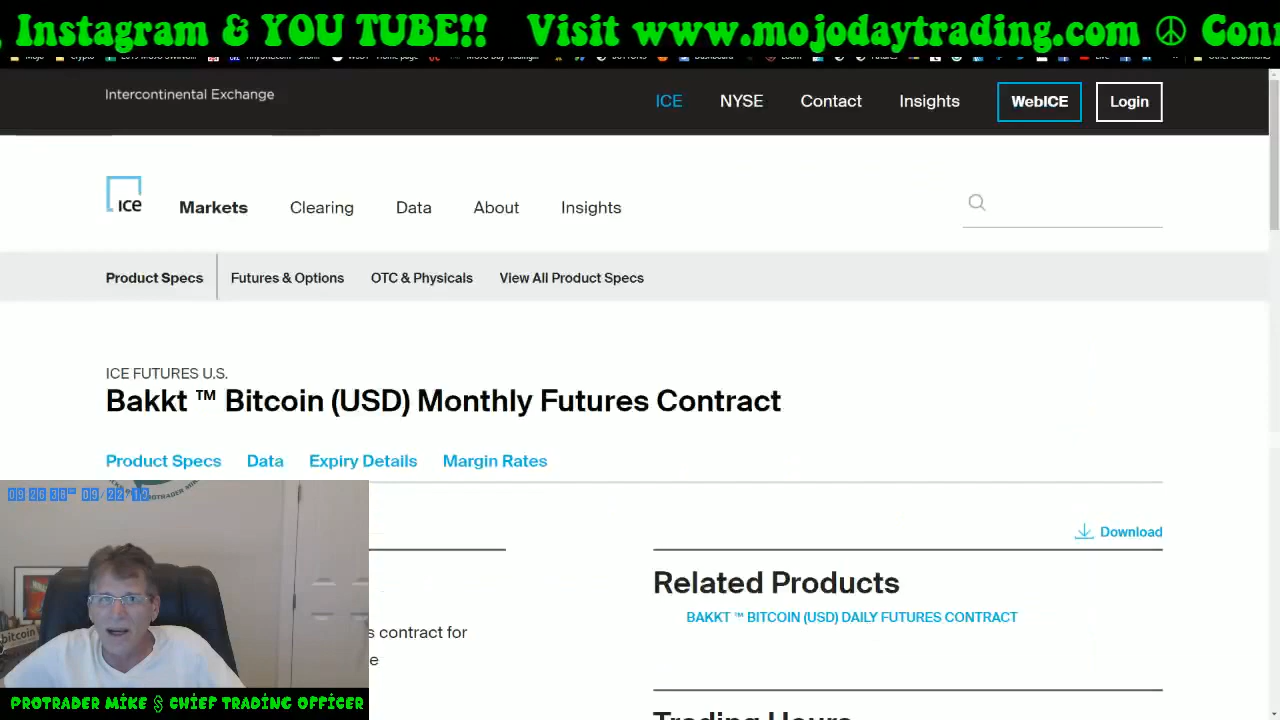 Instagram & YOU TUBE!! Visit www.mojodaytrading.com ☮ Con
Intercontinental Exchange
ICE NYSE Contact Insights WebICE Login
ICE Markets Clearing Data About Insights
Product Specs Futures & Options OTC & Physicals View All Product Specs
ICE FUTURES U.S.
Bakkt ™ Bitcoin (USD) Monthly Futures Contract
Product Specs Data Expiry Details Margin Rates
Download
Related Products
BAKKT ™ BITCOIN (USD) DAILY FUTURES CONTRACT
s contract for
e
Trading Hours
bitcoin
PROTRADER MIKE $ CHIEF TRADING OFFICER